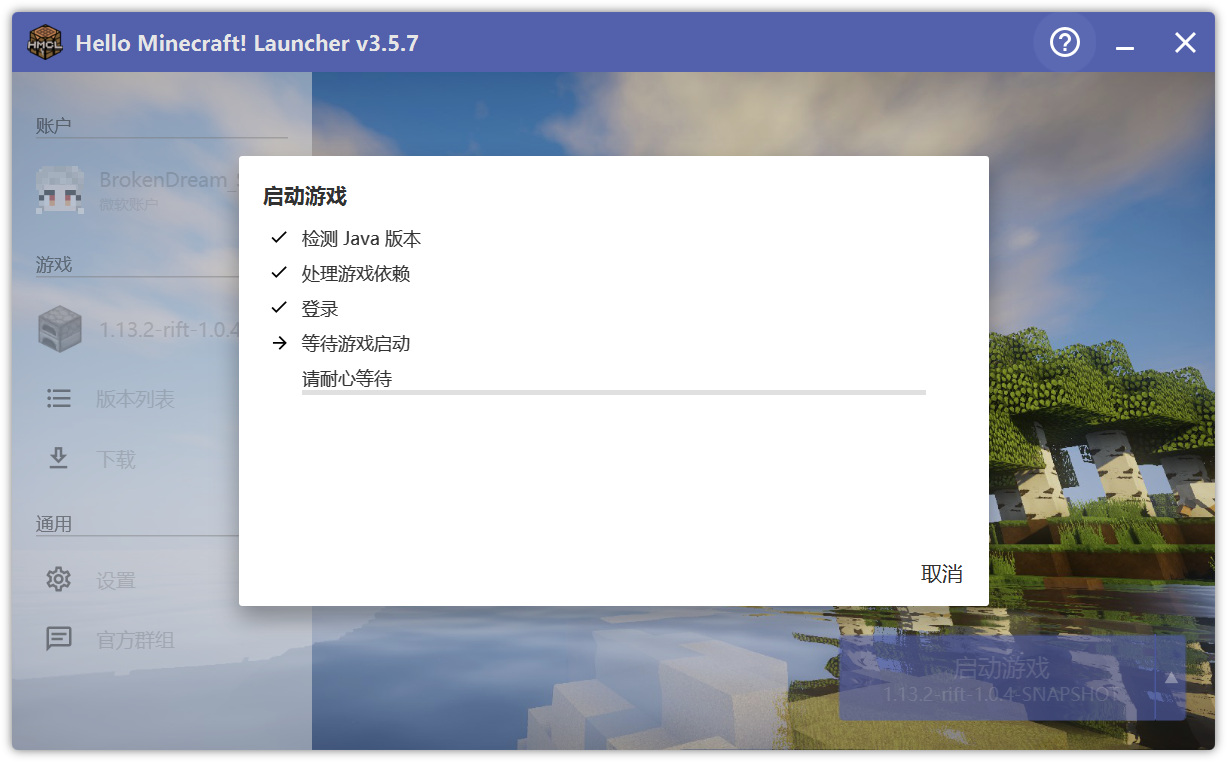 HMCL
Hello Minecraft! Launcher v3.5.7
账户
BrokenDream_
微软账户
游戏
1.13.2-rift-1.0.4
版本列表
下载
通用
设置
官方群组
启动游戏
检测 Java 版本
处理游戏依赖
登录
等待游戏启动
请耐心等待
取消
启动游戏
1.13.2-rift-1.0.4-SNAPSHOT